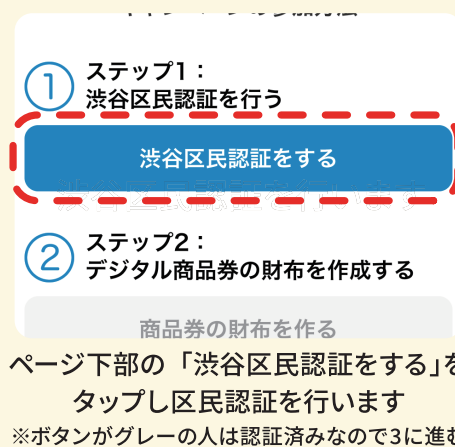 ①
ステップ1：
渋谷区民認証を行う
渋谷区民認証をする
②
ステップ2：
デジタル商品券の財布を作成する
商品券の財布を作る
ページ下部の「渋谷区民認証をする」を
タップし区民認証を行います
※ボタンがグレーの人は認証済みなので3に進む